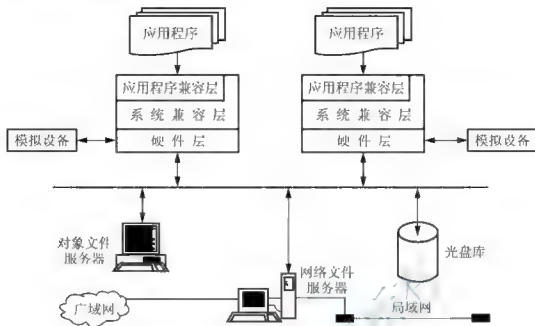 应用程序
应用程序
应用程序兼容层
应用程序兼容层
系统兼容层
系统兼容层
模拟设备
硬件层
硬件层
模拟设备
对象文件
服务器
网络文件
服务器
光盘库
广域网
局域网